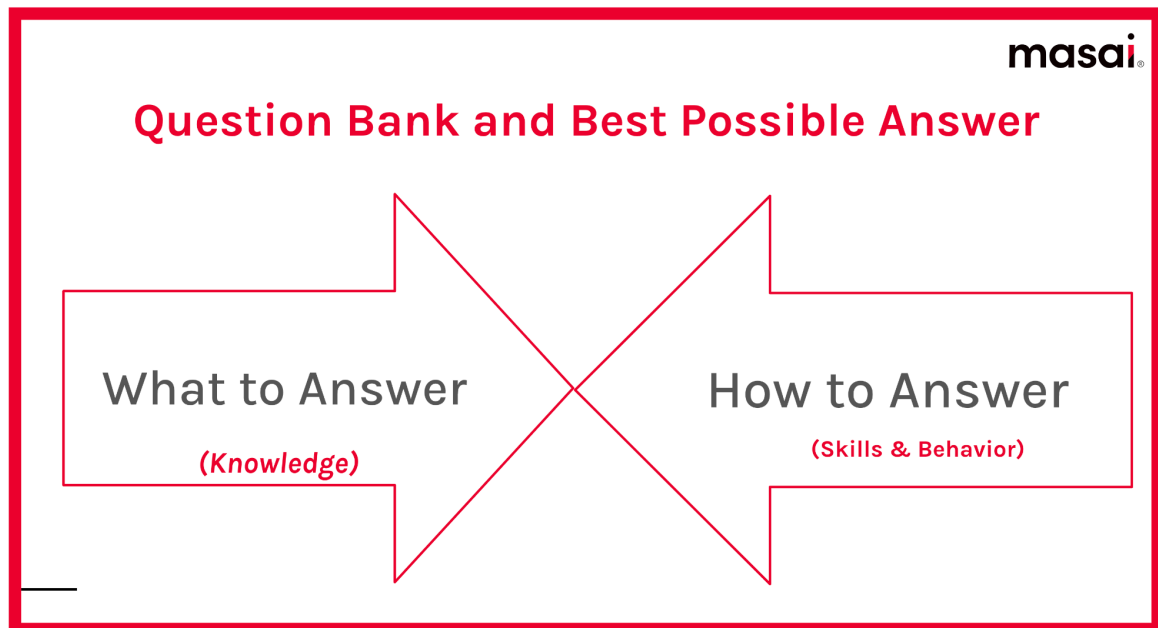 masai®
Question Bank and Best Possible Answer
What to Answer
(Knowledge)
How to Answer
(Skills & Behavior)